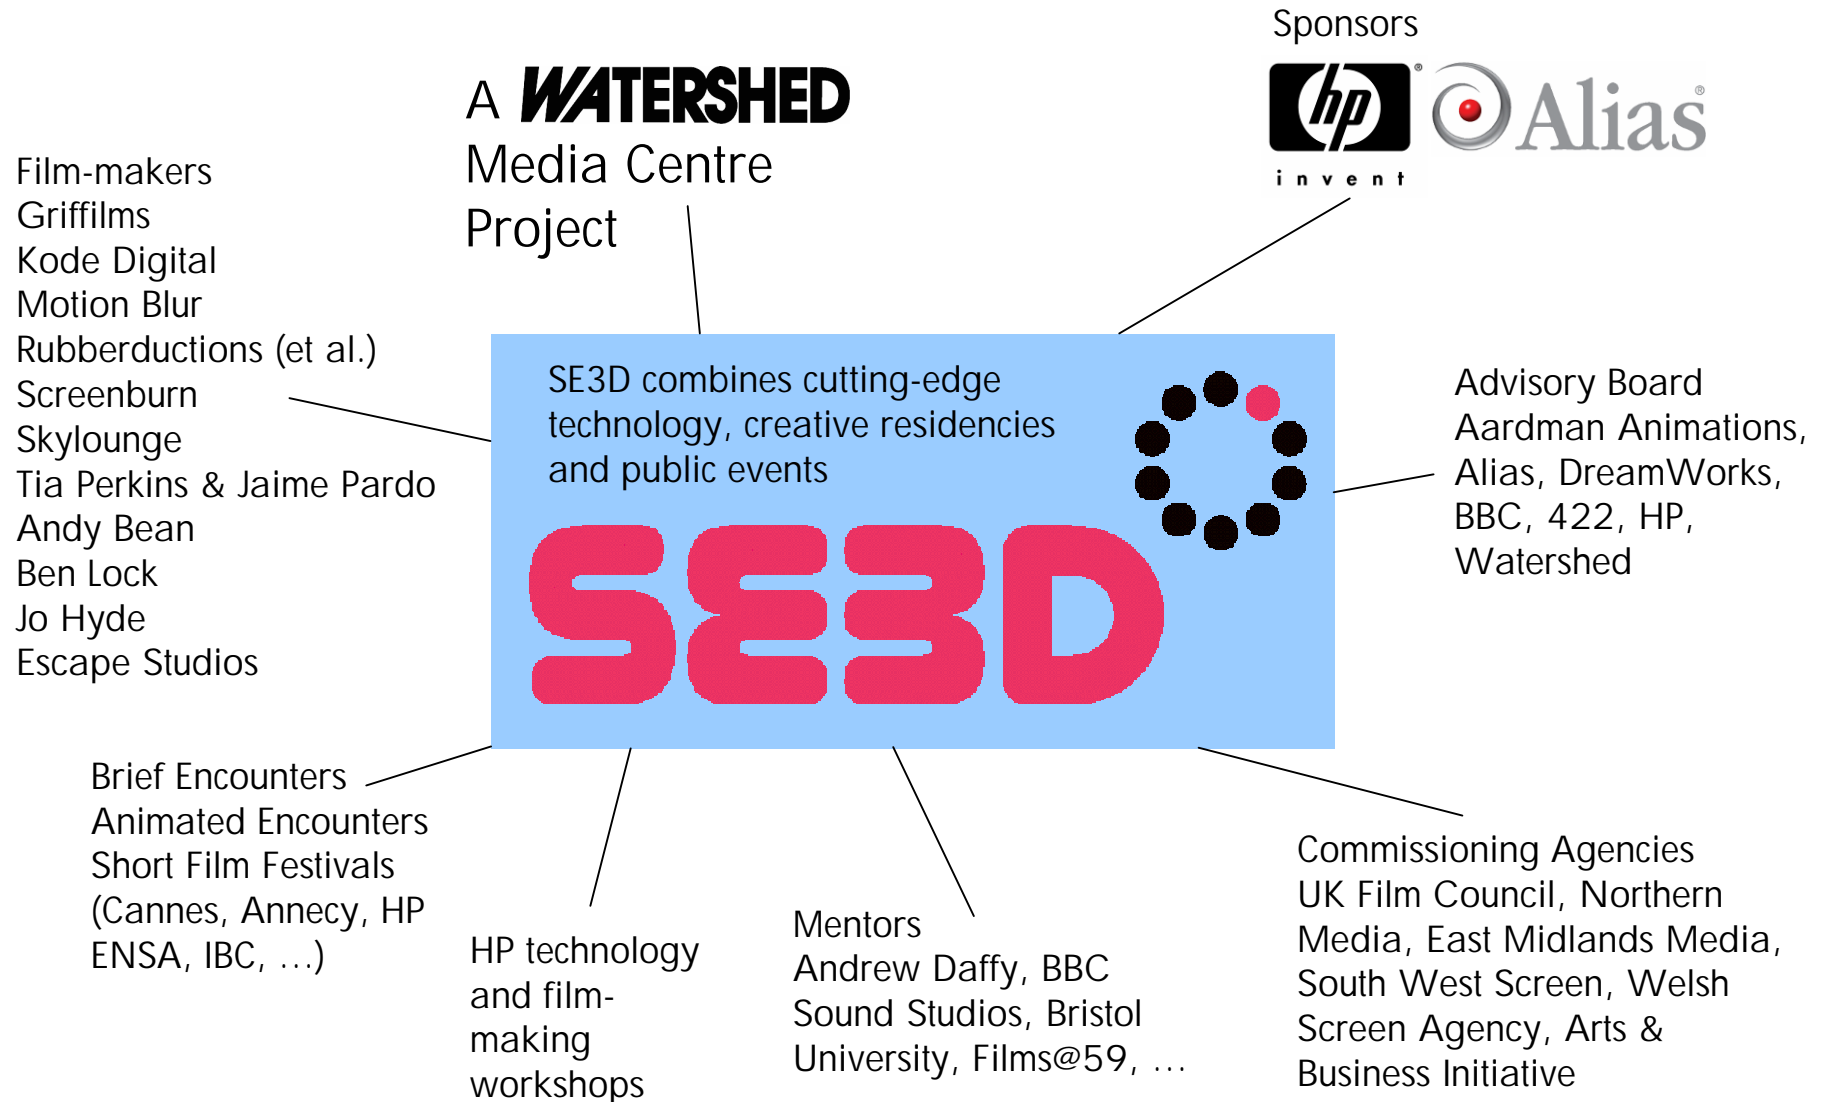 Sponsors
hp
invent
Alias
A WATERSHED
Media Centre
Project
Film-makers
Griffilms
Kode Digital
Motion Blur
Rubberductions (et al.)
Screenburn
Skylounge
Tia Perkins & Jaime Pardo
Andy Bean
Ben Lock
Jo Hyde
Escape Studios
SE3D combines cutting-edge
technology, creative residencies
and public events
SE3D
Advisory Board
Aardman Animations,
Alias, DreamWorks,
BBC, 422, HP,
Watershed
Brief Encounters
Animated Encounters
Short Film Festivals
(Cannes, Annecy, HP
ENSA, IBC, …)
HP technology
and film-
making
workshops
Mentors
Andrew Daffy, BBC
Sound Studios, Bristol
University, Films@59, …
Commissioning Agencies
UK Film Council, Northern
Media, East Midlands Media,
South West Screen, Welsh
Screen Agency, Arts &
Business Initiative